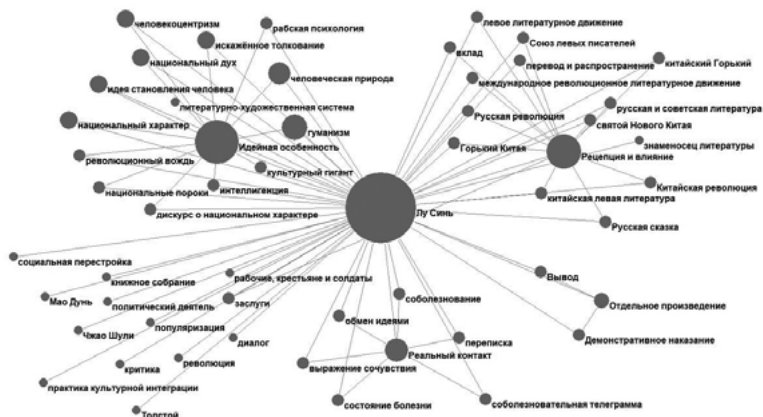 человекоцентризм
рабская психология
искажённое толкование
национальный дух
человеческая природа
идея становления человека
литературно-художественная система
национальный характер
гуманизм
Идейная особенность
революционный вождь
культурный гигант
национальные пороки
интеллигенция
дискурс о национальном характере
левое литературное движение
Союз левых писателей
вклад
перевод и распространение
китайский Горький
международное революционное литературное движение
русская и советская литература
Русская революция
святой Нового Китая
Горький Китая
знаменосец литературы
Рецепция и влияние
Китайская революция
китайская левая литература
Русская сказка
Лу Синь
социальная перестройка
книжное собрание
рабочие, крестьяне и солдаты
Мао Дунь
политический деятель
заслуги
Чжао Шули
популяризация
диалог
критика
революция
практика культурной интеграции
Толстой
соболезнование
обмен идеями
переписка
Реальный контакт
выражение сочувствия
состояние болезни
соболезновательная телеграмма
Вывод
Отдельное произведение
Демонстративное наказание